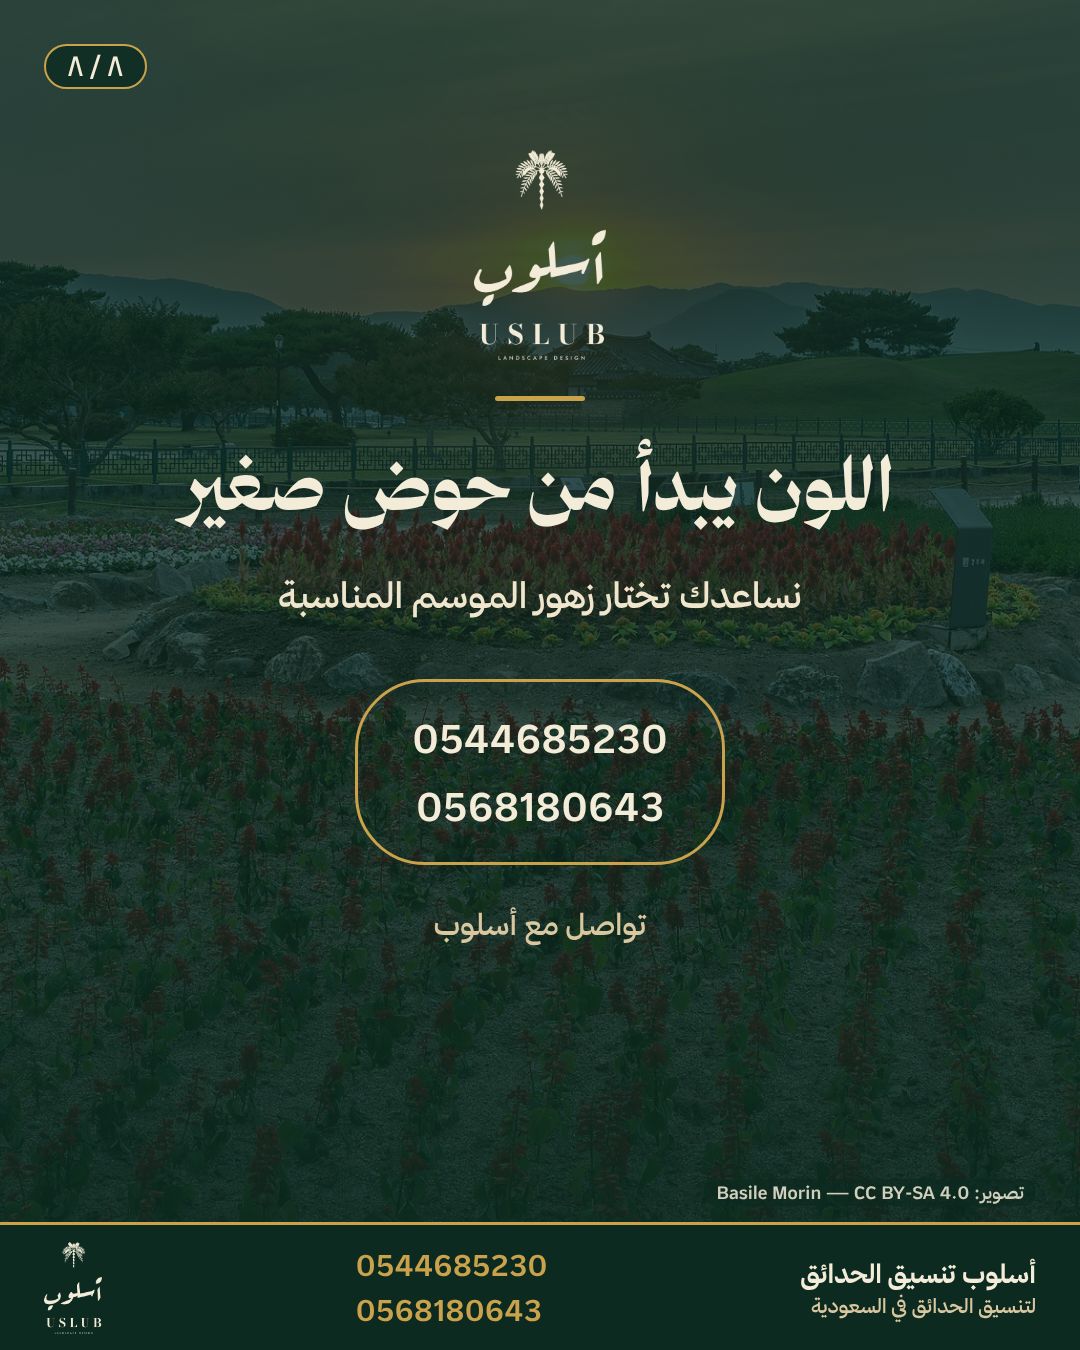 ٨/٨
أسلوب
USLUB
LANDSCAPE DESIGN
اللون يبدأ من حوض صغير
نساعدك تختار زهور الموسم المناسبة
0544685230
0568180643
تواصل مع أسلوب
تصوير: Basile Morin — CC BY-SA 4.0
أسلوب تنسيق الحدائق
لتنسيق الحدائق في السعودية
0544685230
0568180643
أسلوب
USLUB
LANDSCAPE DESIGN